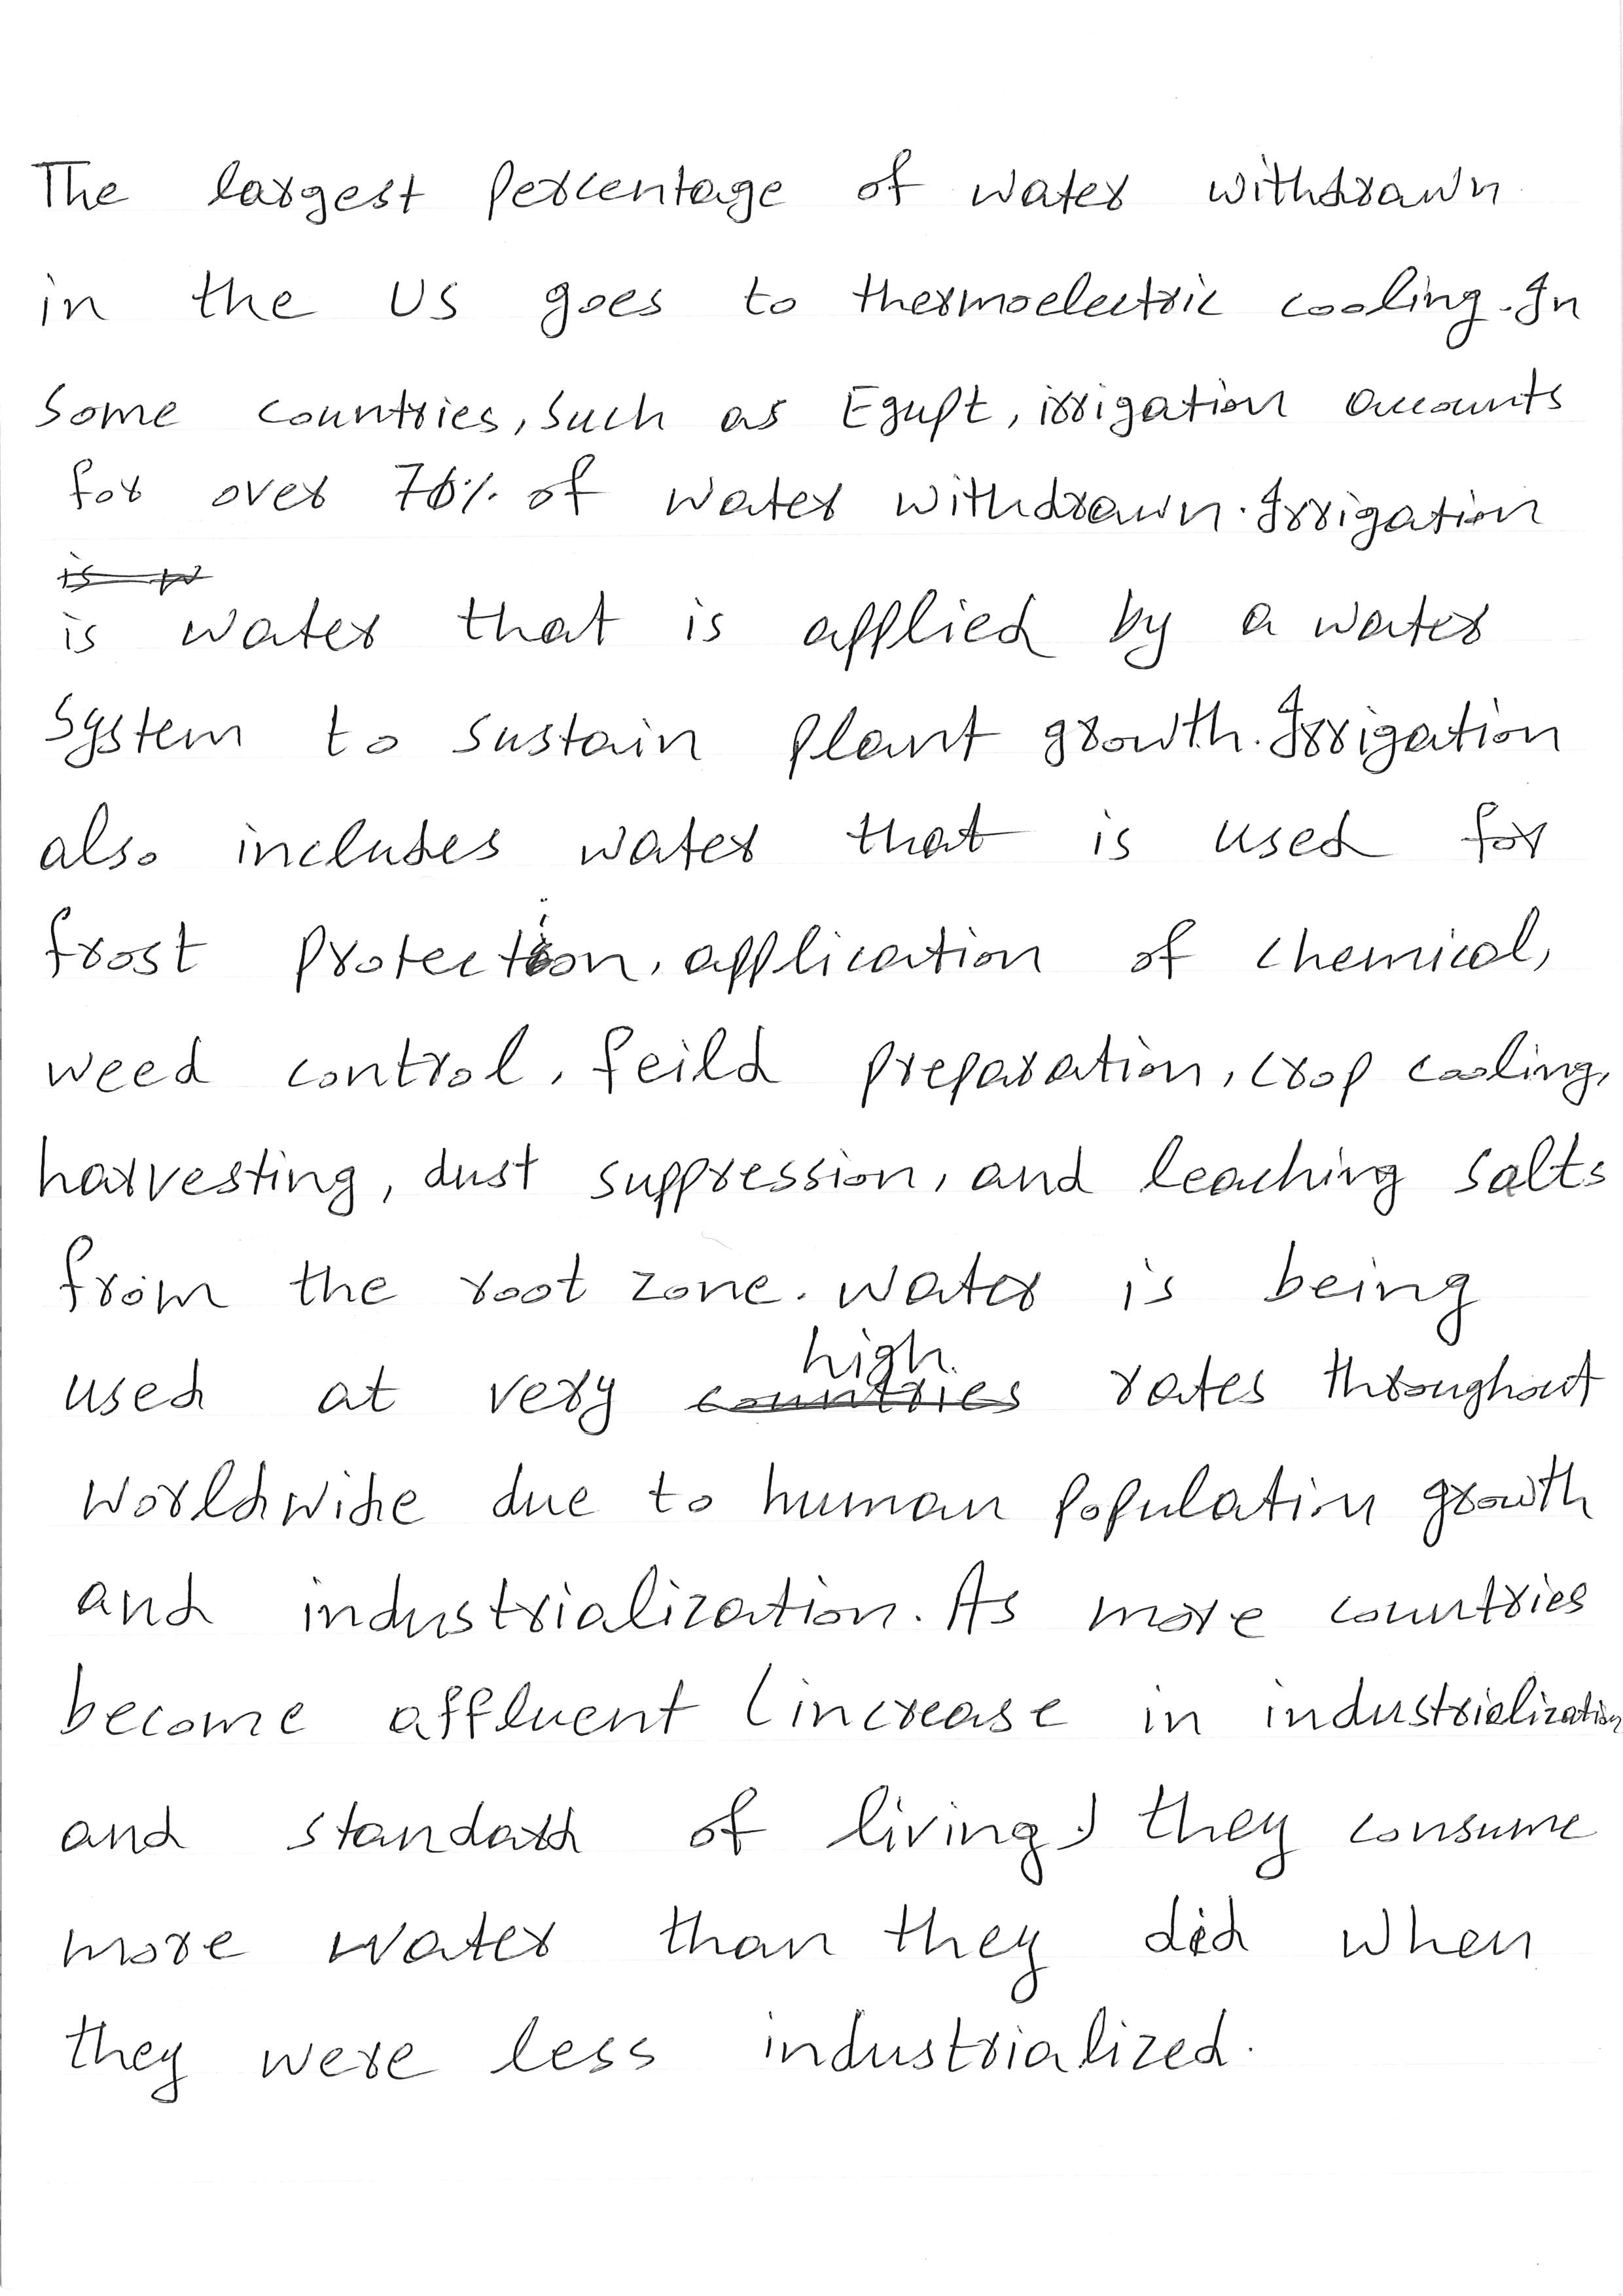 The largest percentage of water withdrawn
in the US goes to thermoelectric cooling. In
some countries, such as Egupt, irrigation accounts
for over 70% of water withdrawn. Irrigation
is w
is water that is applied by a water
system to sustain plant growth. Irrigation
also includes water that is used for
frost protection, application of chemical,
weed control, feild preparation, crop cooling,
harvesting, dust suppression, and leaching salts
from the root zone. water is being
used at very countries high rates throughout
worldwide due to human population growth
and industrialization. As more countries
become affluent (increase in industrialization
and standard of living.) they consume
more water than they did when
they were less industrialized.